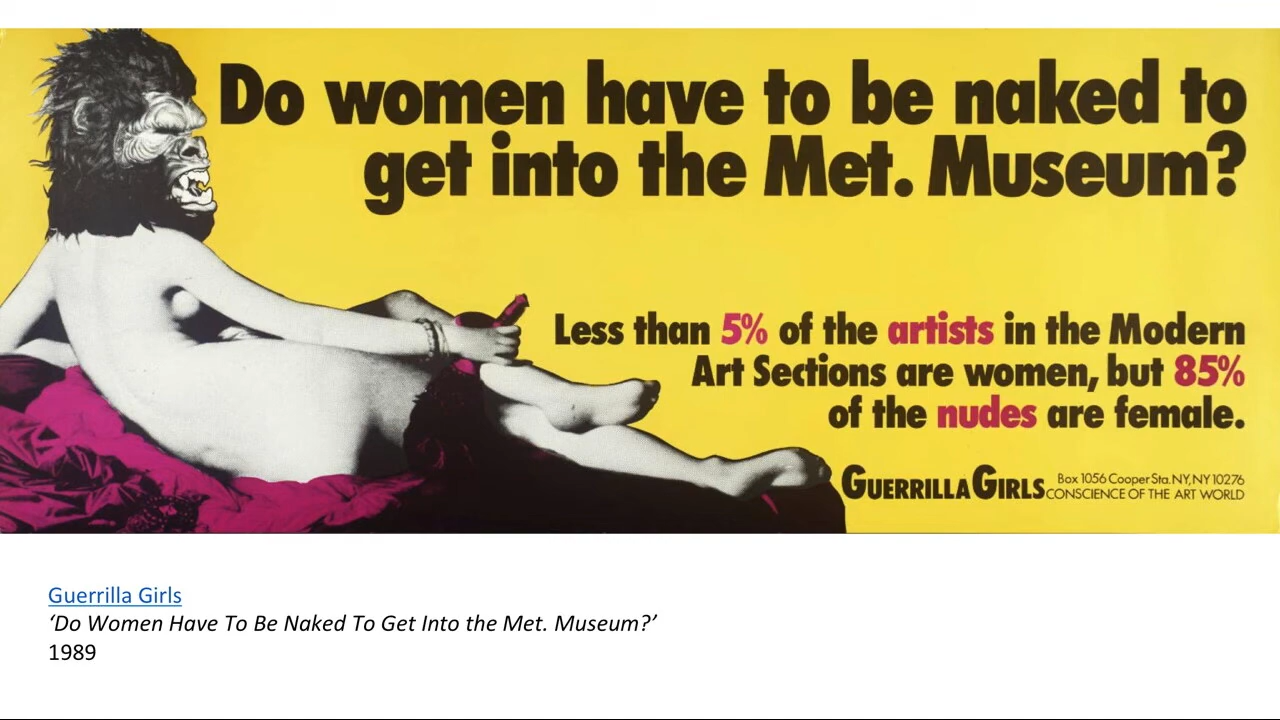 Do women have to be naked to
get into the Met. Museum?
Less than 5% of the artists in the Modern
Art Sections are women, but 85%
of the nudes are female.
GUERRILLA GIRLS Box 1056 Cooper Sta. NY, NY 10276
CONSCIENCE OF THE ART WORLD
Guerrilla Girls
‘Do Women Have To Be Naked To Get Into the Met. Museum?’
1989